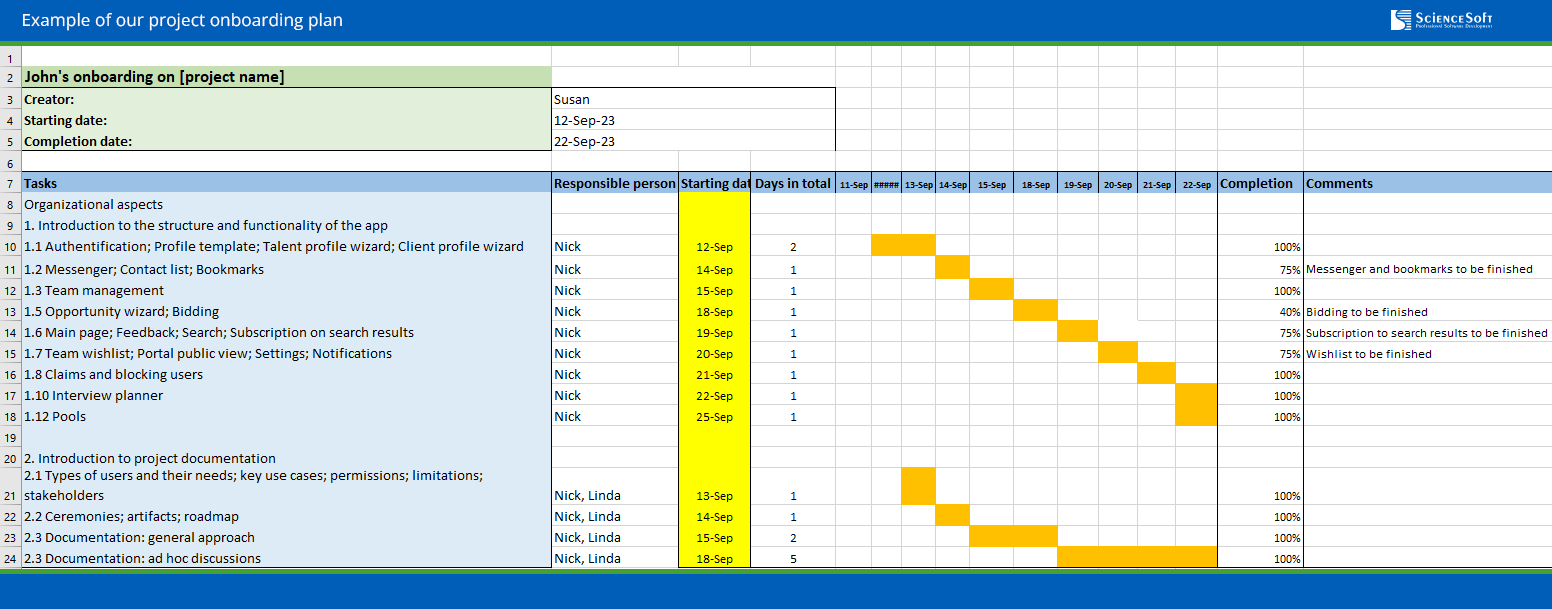 Example of our project onboarding plan
ScienceSoft
Professional Software Development
1
2 John's onboarding on [project name]
3 Creator: Susan
4 Starting date: 12-Sep-23
5 Completion date: 22-Sep-23
6
7 Tasks Responsible person Starting dat Days in total 11-Sep ##### 13-Sep 14-Sep 15-Sep 18-Sep 19-Sep 20-Sep 21-Sep 22-Sep Completion Comments
8 Organizational aspects
9 1. Introduction to the structure and functionality of the app
10 1.1 Authentification; Profile template; Talent profile wizard; Client profile wizard Nick 12-Sep 2 100%
11 1.2 Messenger; Contact list; Bookmarks Nick 14-Sep 1 75% Messenger and bookmarks to be finished
12 1.3 Team management Nick 15-Sep 1 100%
13 1.5 Opportunity wizard; Bidding Nick 18-Sep 1 40% Bidding to be finished
14 1.6 Main page; Feedback; Search; Subscription on search results Nick 19-Sep 1 75% Subscription to search results to be finished
15 1.7 Team wishlist; Portal public view; Settings; Notifications Nick 20-Sep 1 75% Wishlist to be finished
16 1.8 Claims and blocking users Nick 21-Sep 1 100%
17 1.10 Interview planner Nick 22-Sep 1 100%
18 1.12 Pools Nick 25-Sep 1 100%
19
20 2. Introduction to project documentation
2.1 Types of users and their needs; key use cases; permissions; limitations;
21 stakeholders Nick, Linda 13-Sep 1 100%
22 2.2 Ceremonies; artifacts; roadmap Nick, Linda 14-Sep 1 100%
23 2.3 Documentation: general approach Nick, Linda 15-Sep 2 100%
24 2.3 Documentation: ad hoc discussions Nick, Linda 18-Sep 5 100%